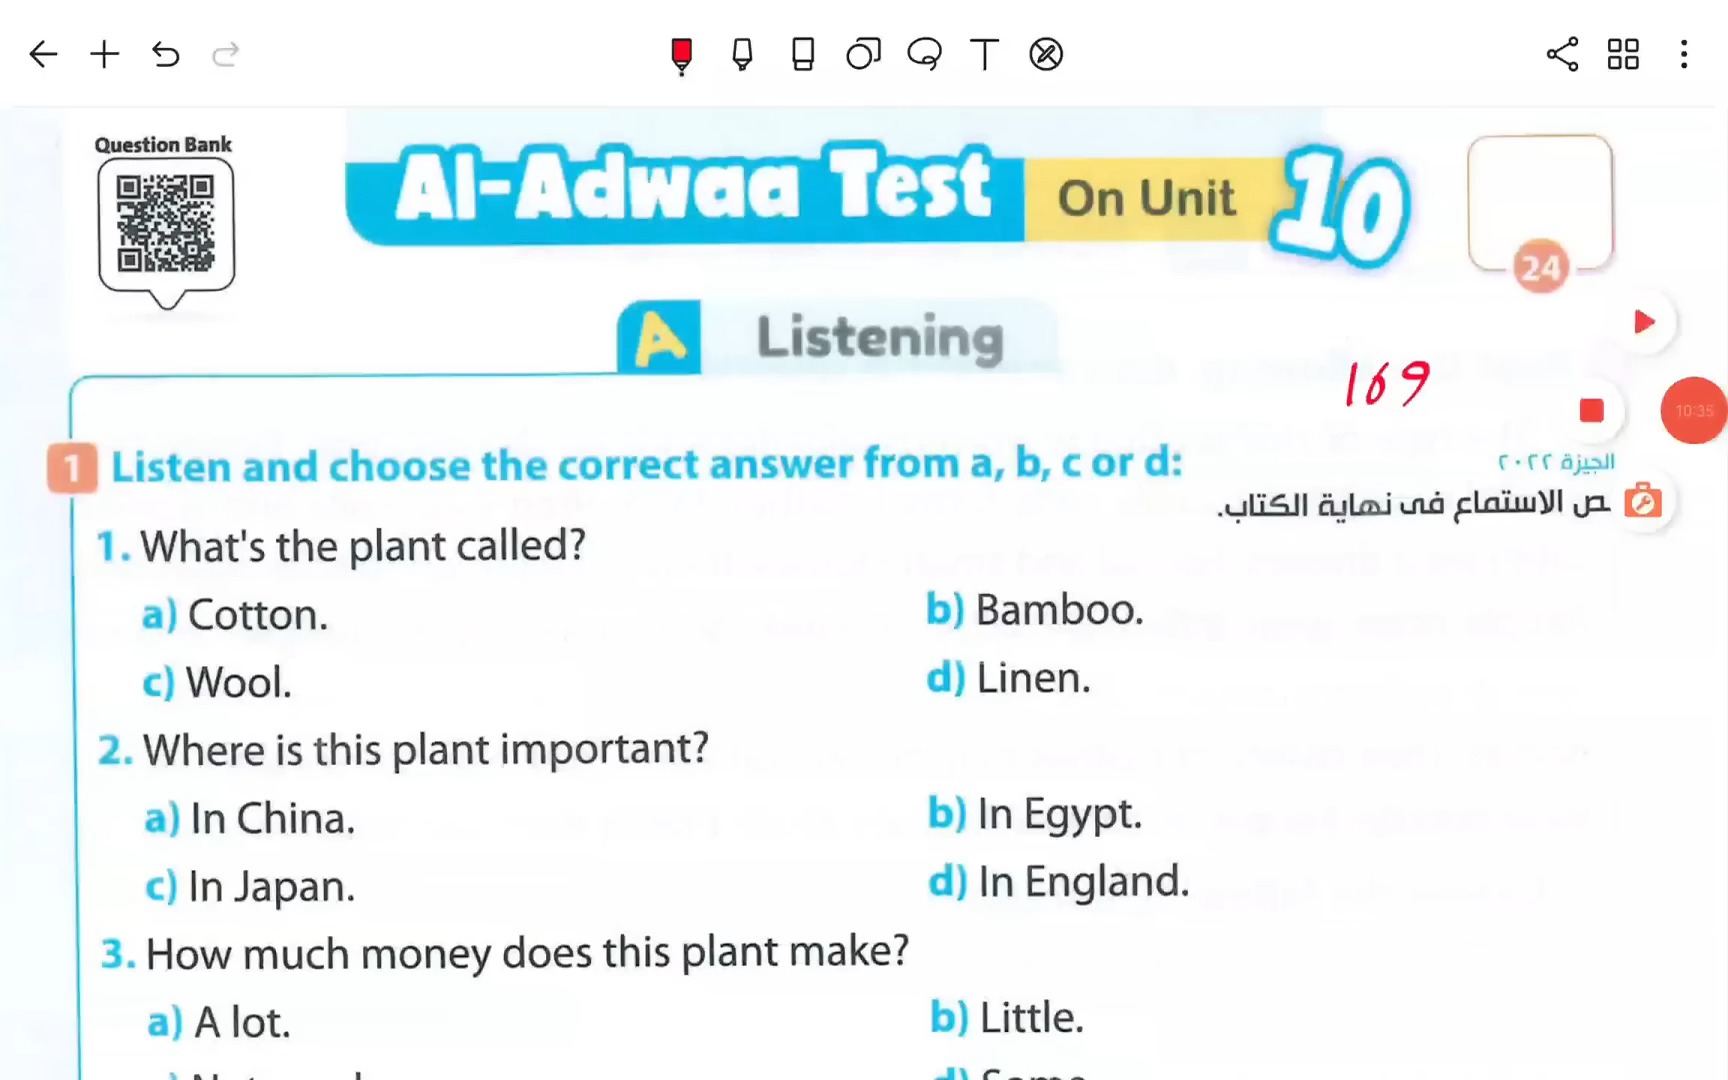 Question Bank
Al-Adwaa Test On Unit 10
24
A Listening
169
10:35
1 Listen and choose the correct answer from a, b, c or d:
الجيزة ٢٠٢٢
ص الاستماع فى نهاية الكتاب.
1. What's the plant called?
a) Cotton. b) Bamboo.
c) Wool. d) Linen.
2. Where is this plant important?
a) In China. b) In Egypt.
c) In Japan. d) In England.
3. How much money does this plant make?
a) A lot. b) Little.